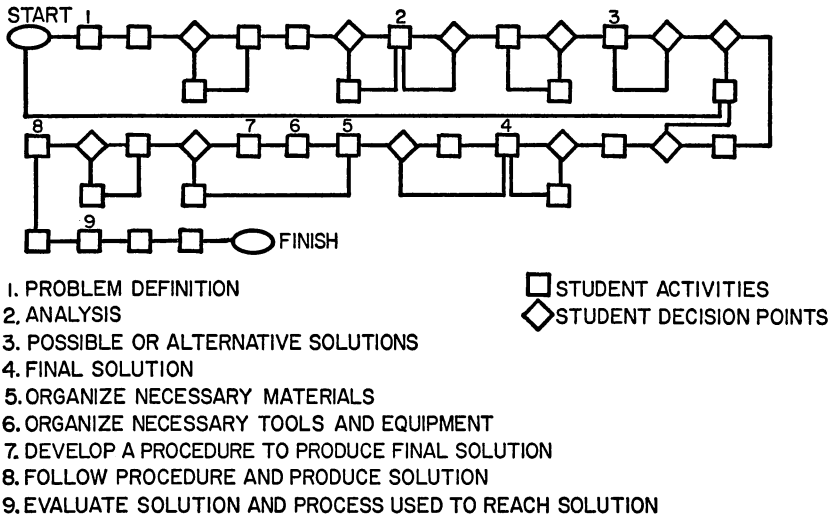 START 1 2 3
8 7 6 5 4
9
FINISH
1. PROBLEM DEFINITION
2. ANALYSIS
3. POSSIBLE OR ALTERNATIVE SOLUTIONS
4. FINAL SOLUTION
5. ORGANIZE NECESSARY MATERIALS
6. ORGANIZE NECESSARY TOOLS AND EQUIPMENT
7. DEVELOP A PROCEDURE TO PRODUCE FINAL SOLUTION
8. FOLLOW PROCEDURE AND PRODUCE SOLUTION
9. EVALUATE SOLUTION AND PROCESS USED TO REACH SOLUTION
STUDENT ACTIVITIES
STUDENT DECISION POINTS